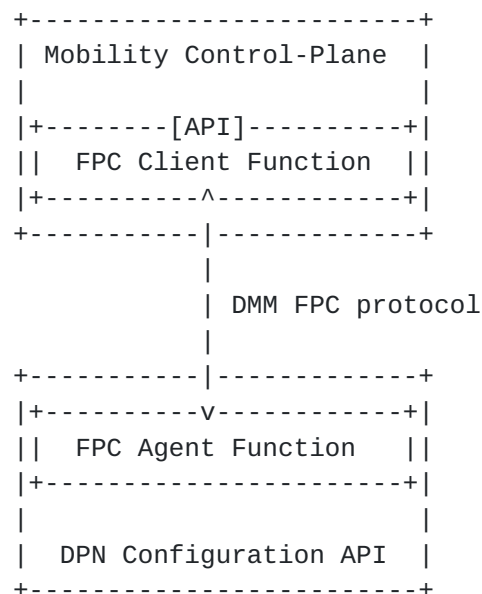 Mobility Control-Plane
[API]
FPC Client Function
DMM FPC protocol
FPC Agent Function
DPN Configuration API